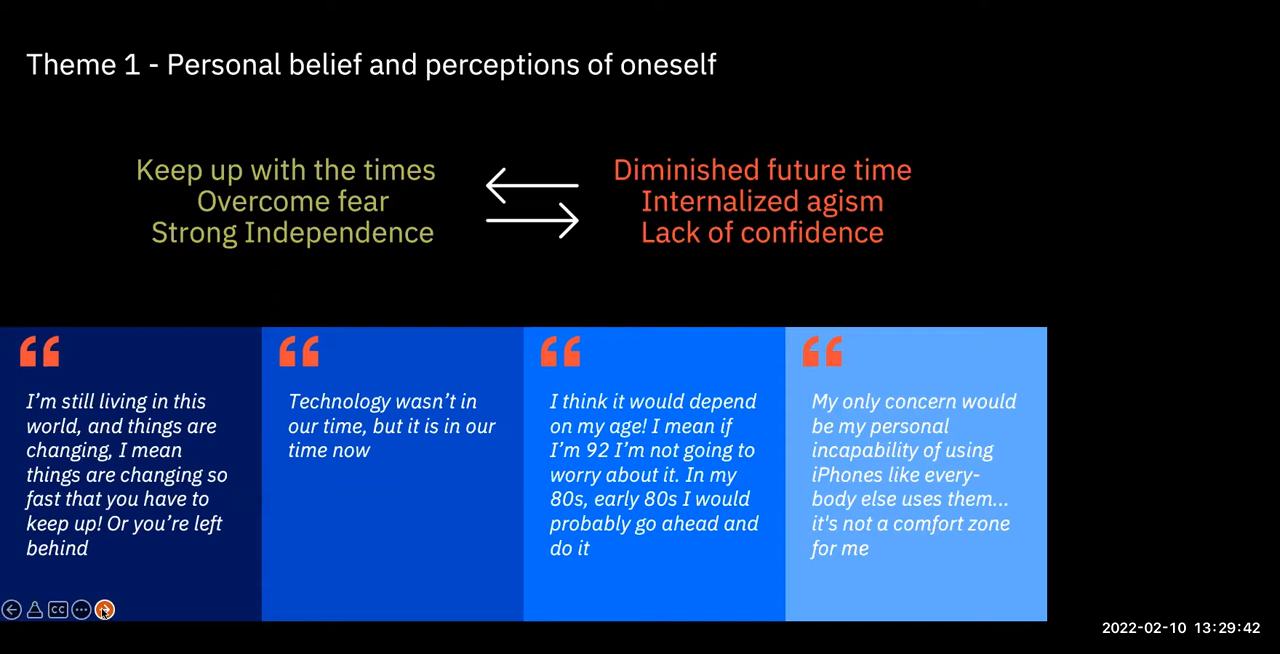 Theme 1 - Personal belief and perceptions of oneself
Keep up with the times
Overcome fear
Strong Independence
Diminished future time
Internalized agism
Lack of confidence
I’m still living in this
world, and things are
changing, I mean
things are changing so
fast that you have to
keep up! Or you’re left
behind
Technology wasn’t in
our time, but it is in our
time now
I think it would depend
on my age! I mean if
I’m 92 I’m not going to
worry about it. In my
80s, early 80s I would
probably go ahead and
do it
My only concern would
be my personal
incapability of using
iPhones like every-
body else uses them...
it's not a comfort zone
for me
CC
2022-02-10 13:29:42